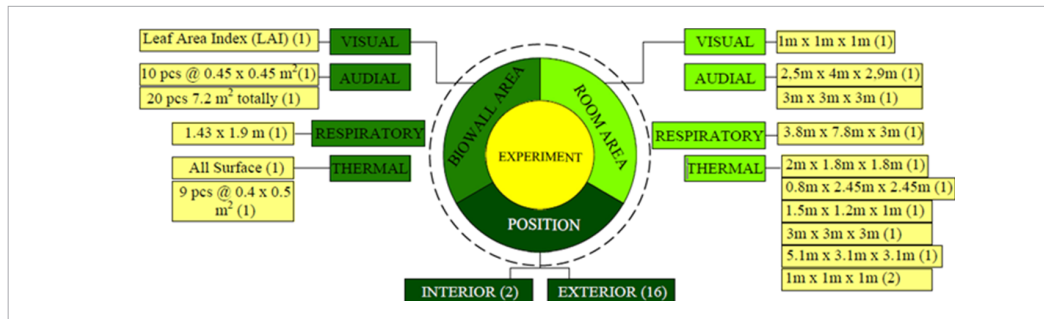 Leaf Area Index (LAI) (1)
VISUAL
10 pcs @ 0.45 x 0.45 m²(1)
AUDIAL
20 pcs 7.2 m² totally (1)
1.43 x 1.9 m (1)
RESPIRATORY
All Surface (1)
THERMAL
9 pcs @ 0.4 x 0.5
m² (1)
BIOWALL AREA
ROOM AREA
EXPERIMENT
POSITION
INTERIOR (2)
EXTERIOR (16)
VISUAL
1m x 1m x 1m (1)
AUDIAL
2,5m x 4m x 2,9m (1)
3m x 3m x 3m (1)
RESPIRATORY
3.8m x 7.8m x 3m (1)
THERMAL
2m x 1.8m x 1.8m (1)
0.8m x 2.45m x 2.45m (1)
1.5m x 1.2m x 1m (1)
3m x 3m x 3m (1)
5.1m x 3.1m x 3.1m (1)
1m x 1m x 1m (2)